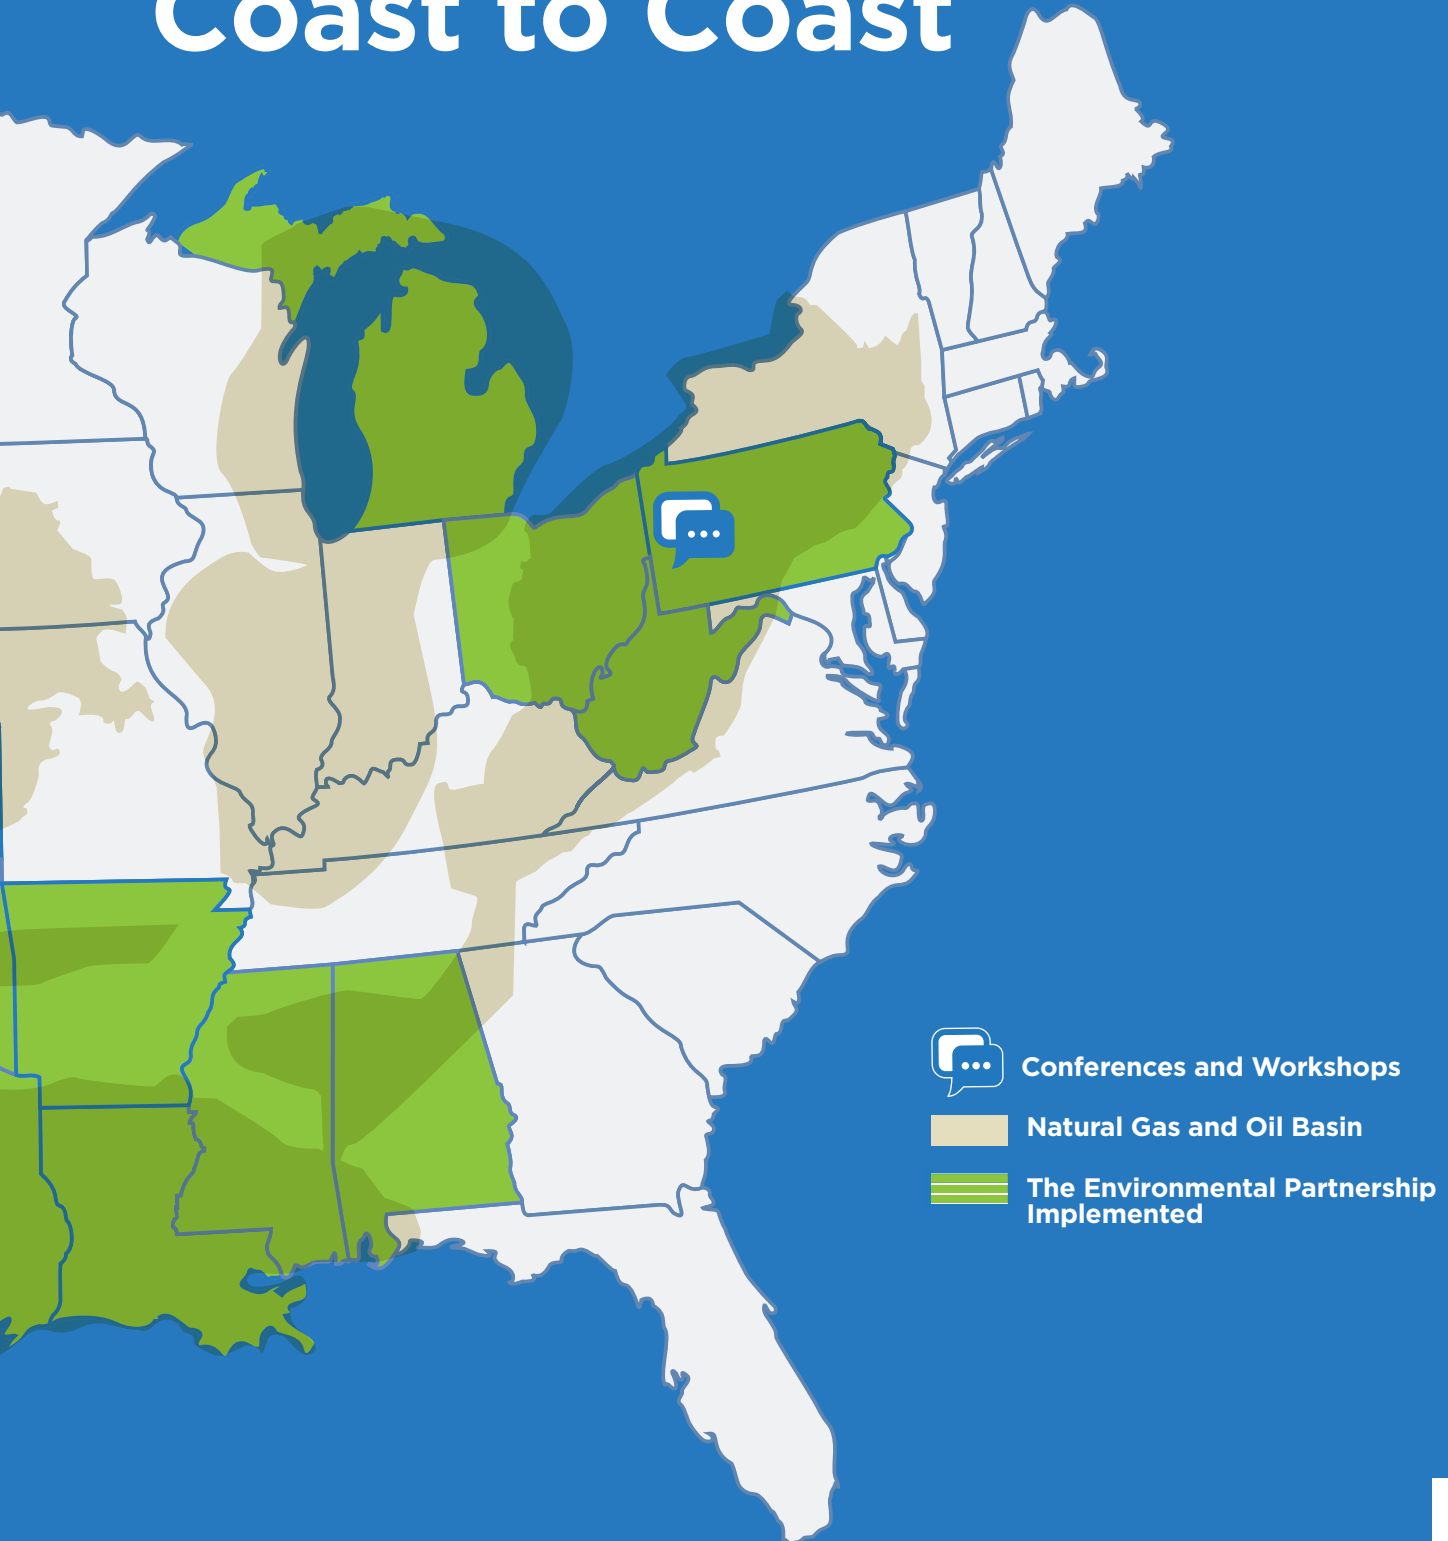 Coast to Coast
Conferences and Workshops
Natural Gas and Oil Basin
The Environmental Partnership
Implemented